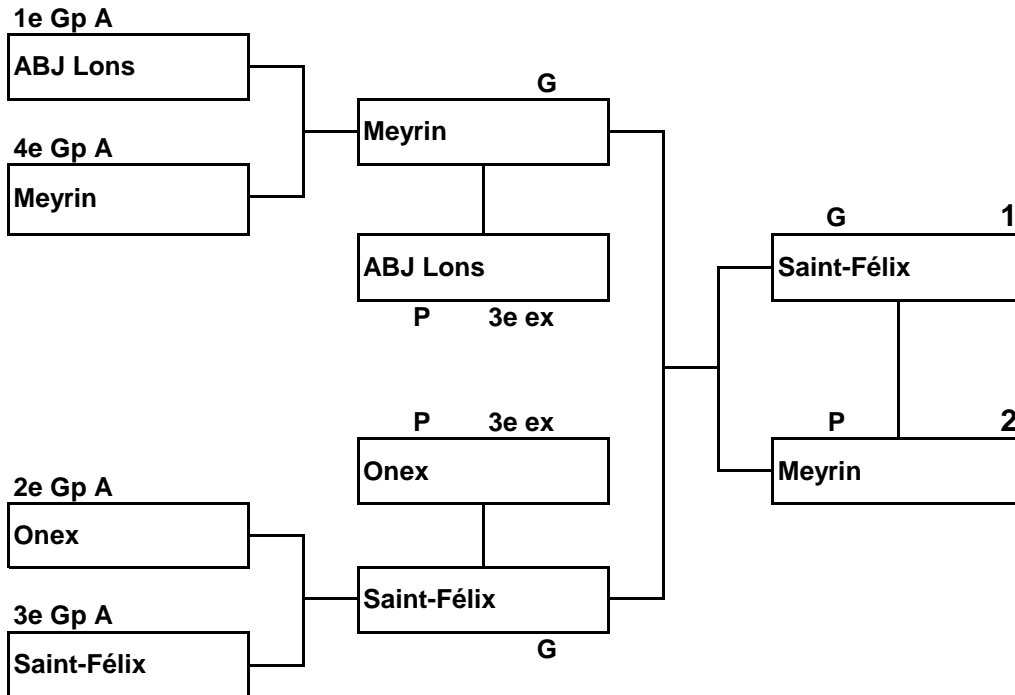 1e Gp A
ABJ Lons
4e Gp A
Meyrin
G
Meyrin
ABJ Lons
P 3e ex
P 3e ex
Onex
2e Gp A
Onex
3e Gp A
Saint-Félix
Saint-Félix
G
G 1
Saint-Félix
P 2
Meyrin